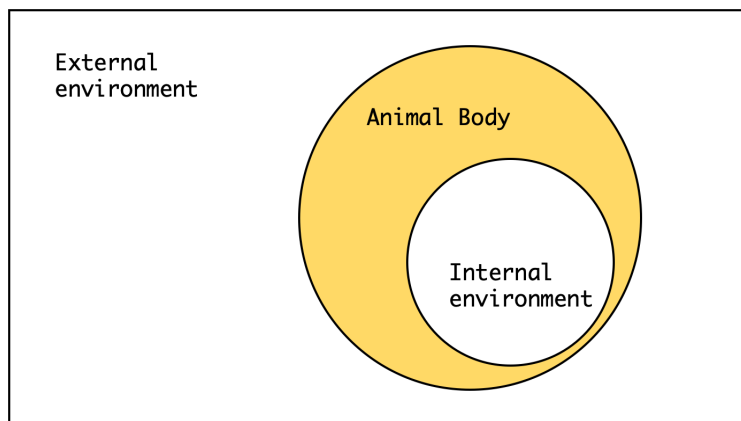 External
environment
Animal Body
Internal
environment